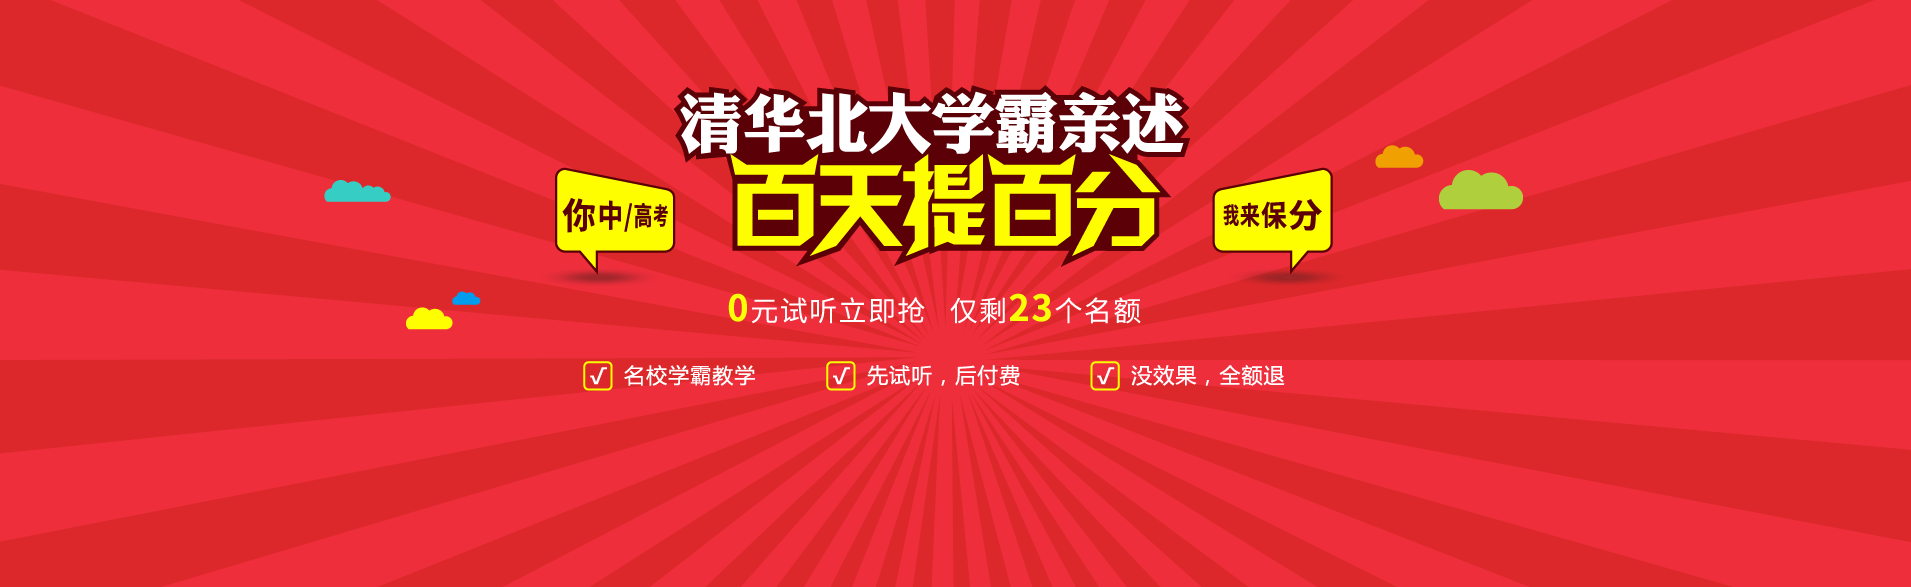 清华北大学霸亲述
百天提百分
你中/高考
我来保分
0元试听立即抢 仅剩23个名额
√ 名校学霸教学
√ 先试听，后付费
√ 没效果，全额退